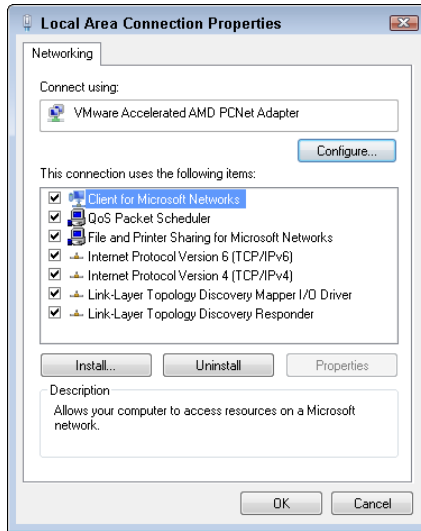 Local Area Connection Properties
Networking
Connect using:
VMware Accelerated AMD PCNet Adapter
Configure...
This connection uses the following items:
Client for Microsoft Networks
QoS Packet Scheduler
File and Printer Sharing for Microsoft Networks
Internet Protocol Version 6 (TCP/IPv6)
Internet Protocol Version 4 (TCP/IPv4)
Link-Layer Topology Discovery Mapper I/O Driver
Link-Layer Topology Discovery Responder
Install... Uninstall Properties
Description
Allows your computer to access resources on a Microsoft
network.
OK Cancel